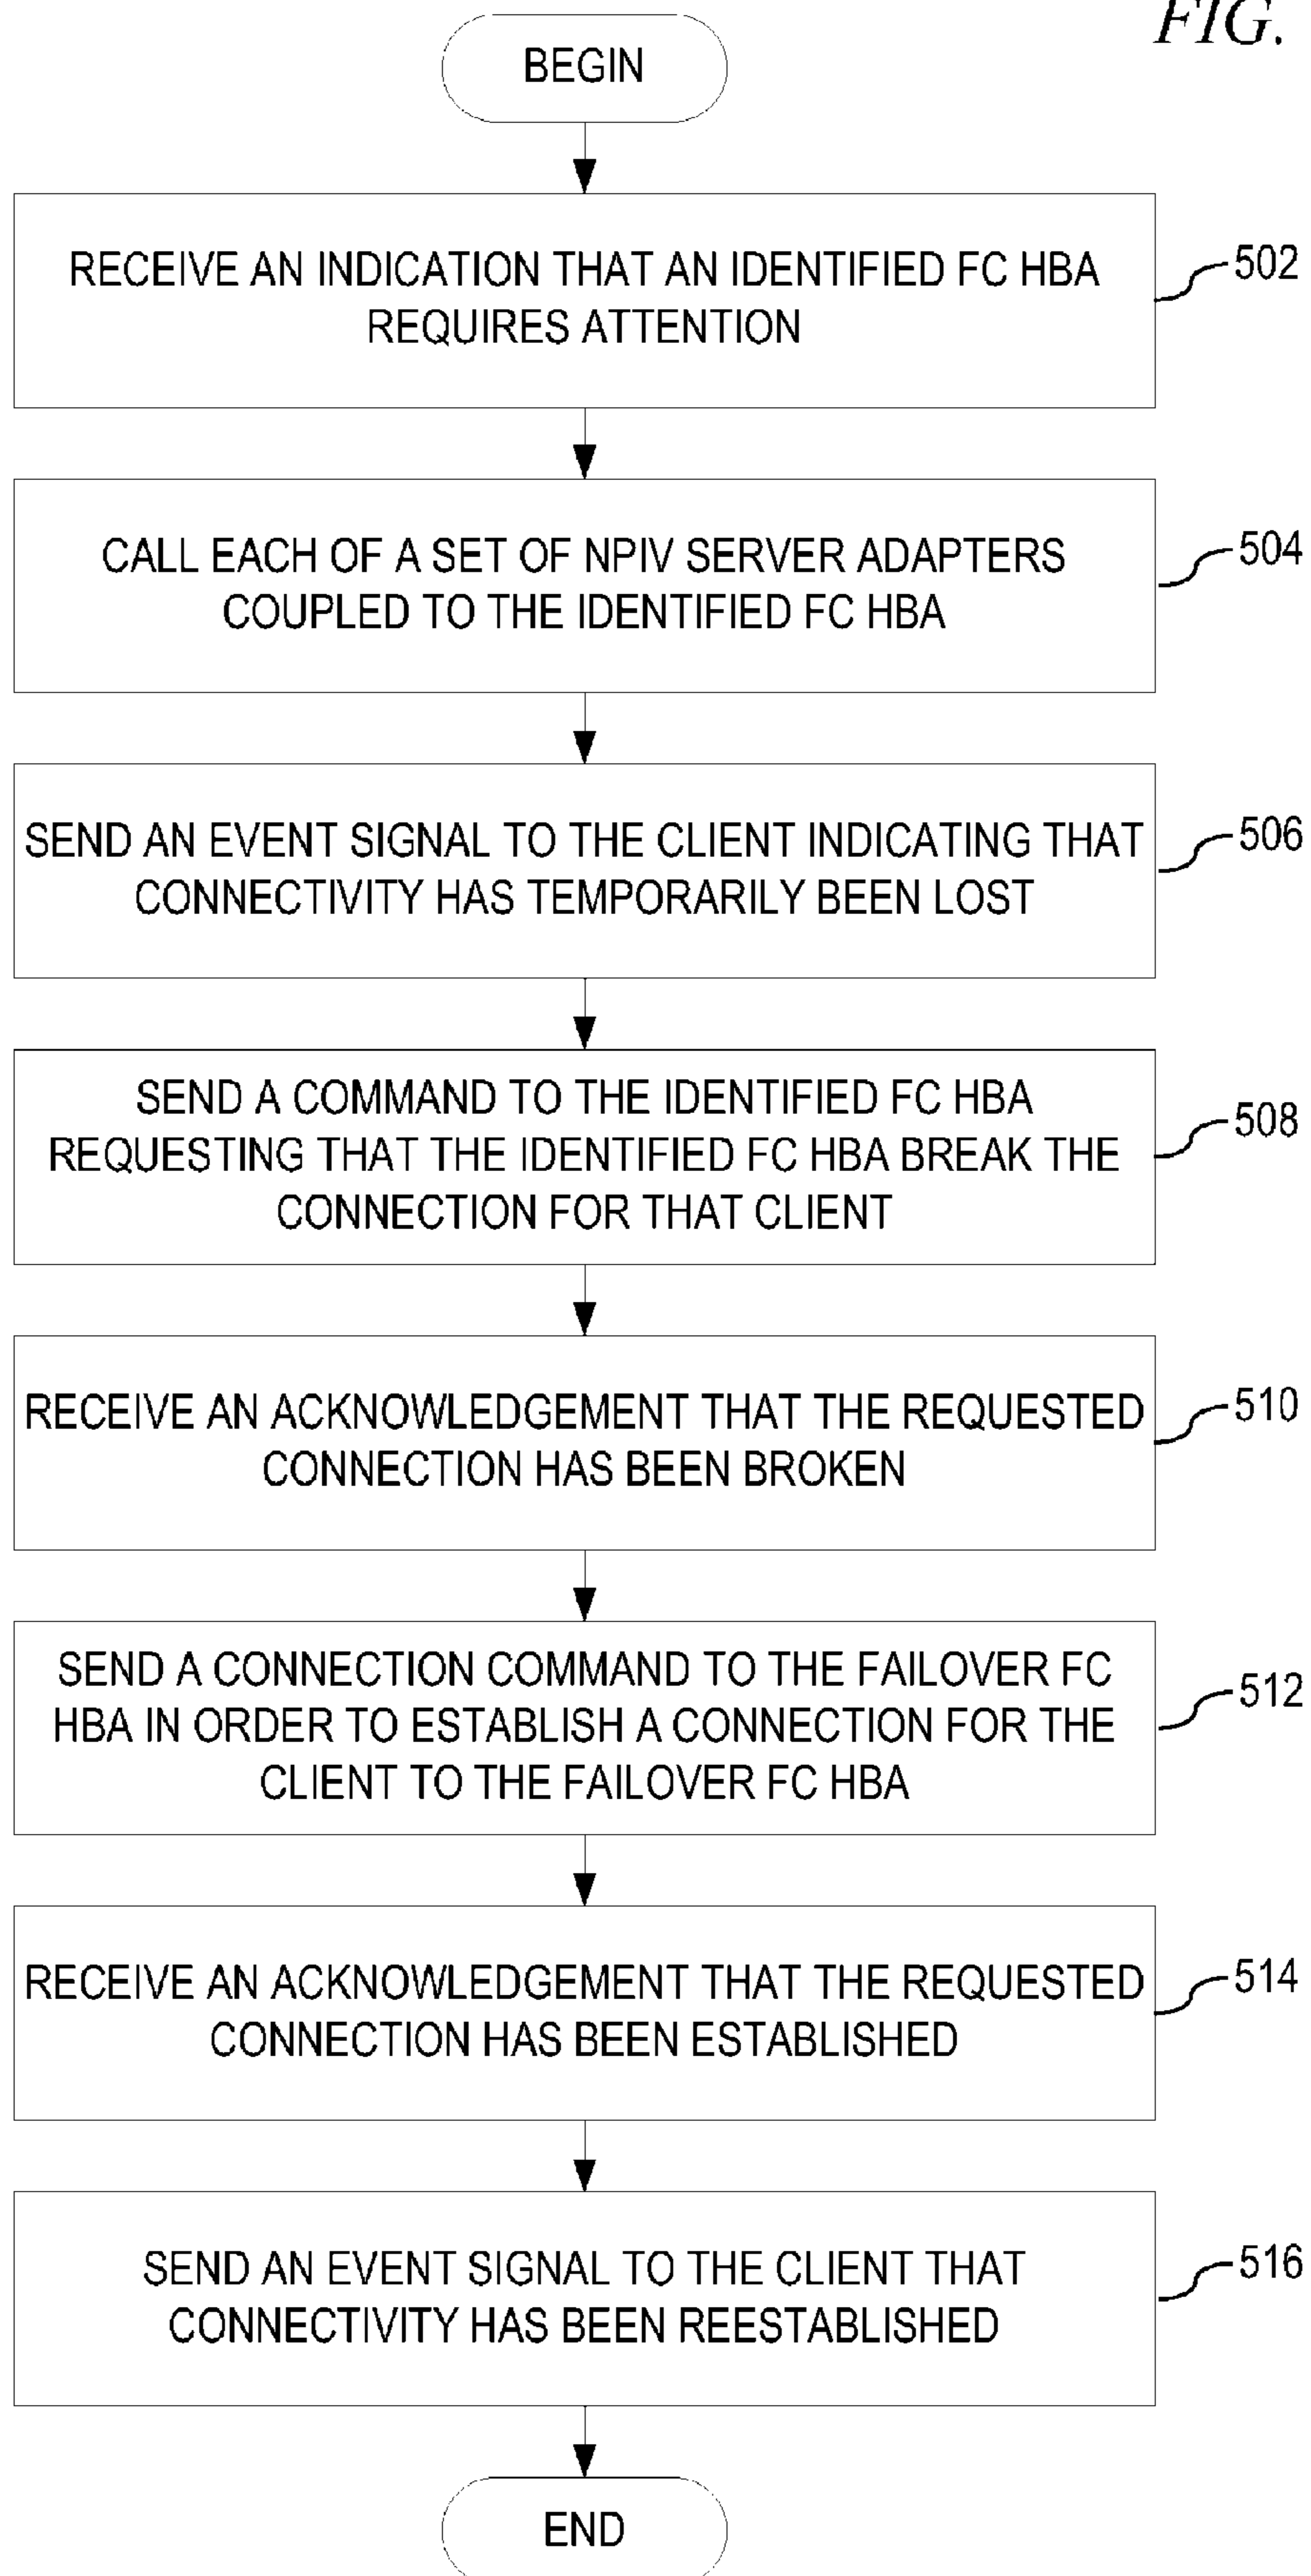 FIG.
BEGIN
RECEIVE AN INDICATION THAT AN IDENTIFIED FC HBA
REQUIRES ATTENTION
502
CALL EACH OF A SET OF NPIV SERVER ADAPTERS
COUPLED TO THE IDENTIFIED FC HBA
504
SEND AN EVENT SIGNAL TO THE CLIENT INDICATING THAT
CONNECTIVITY HAS TEMPORARILY BEEN LOST
506
SEND A COMMAND TO THE IDENTIFIED FC HBA
REQUESTING THAT THE IDENTIFIED FC HBA BREAK THE
CONNECTION FOR THAT CLIENT
508
RECEIVE AN ACKNOWLEDGEMENT THAT THE REQUESTED
CONNECTION HAS BEEN BROKEN
510
SEND A CONNECTION COMMAND TO THE FAILOVER FC
HBA IN ORDER TO ESTABLISH A CONNECTION FOR THE
CLIENT TO THE FAILOVER FC HBA
512
RECEIVE AN ACKNOWLEDGEMENT THAT THE REQUESTED
CONNECTION HAS BEEN ESTABLISHED
514
SEND AN EVENT SIGNAL TO THE CLIENT THAT
CONNECTIVITY HAS BEEN REESTABLISHED
516
END